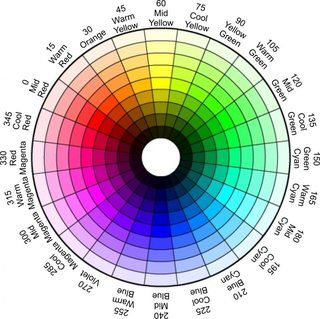 60
Mid
Yellow
75
Cool
Yellow
90
Yellow
Green
105
Warm
Green
120
Mid
Green
135
Cool
Green
150
Green
Cyan
165
Warm
Cyan
180
Mid
Cyan
195
Cool
Cyan
210
Blue
Cyan
225
Cool
Blue
240
Mid
Blue
255
Warm
Blue
270
Violet
285
Cool
Magenta
300
Mid
Magenta
315
Warm
Magenta
330
Red
Magenta
345
Cool
Red
0
Mid
Red
15
Warm
Red
30
Orange
45
Warm
Yellow